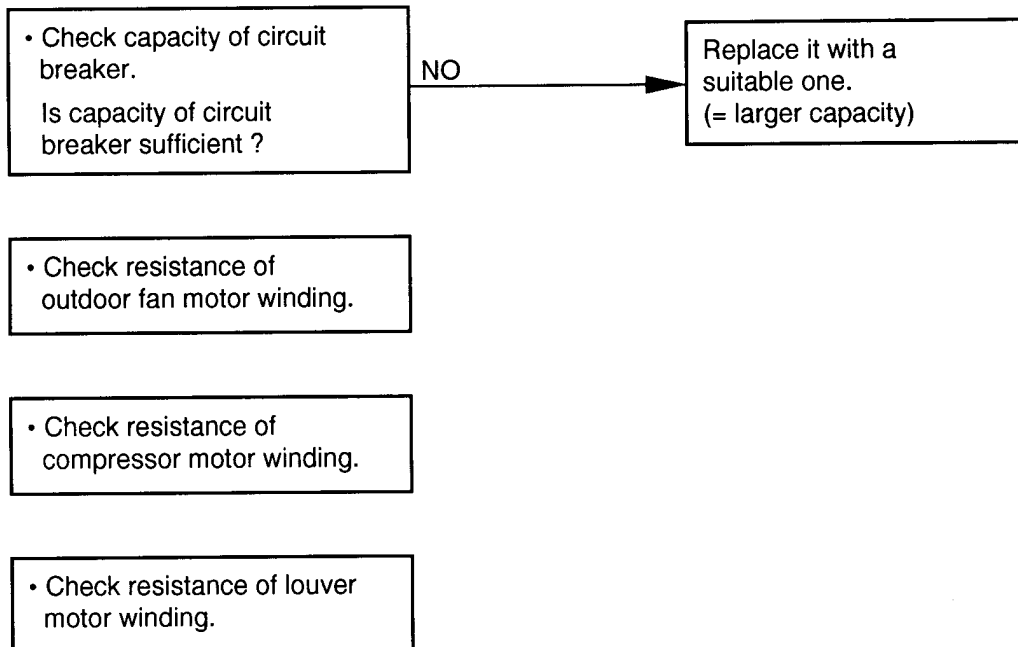 • Check capacity of circuit
breaker.
Is capacity of circuit
breaker sufficient ?
NO
Replace it with a
suitable one.
(= larger capacity)
• Check resistance of
outdoor fan motor winding.
• Check resistance of
compressor motor winding.
• Check resistance of louver
motor winding.